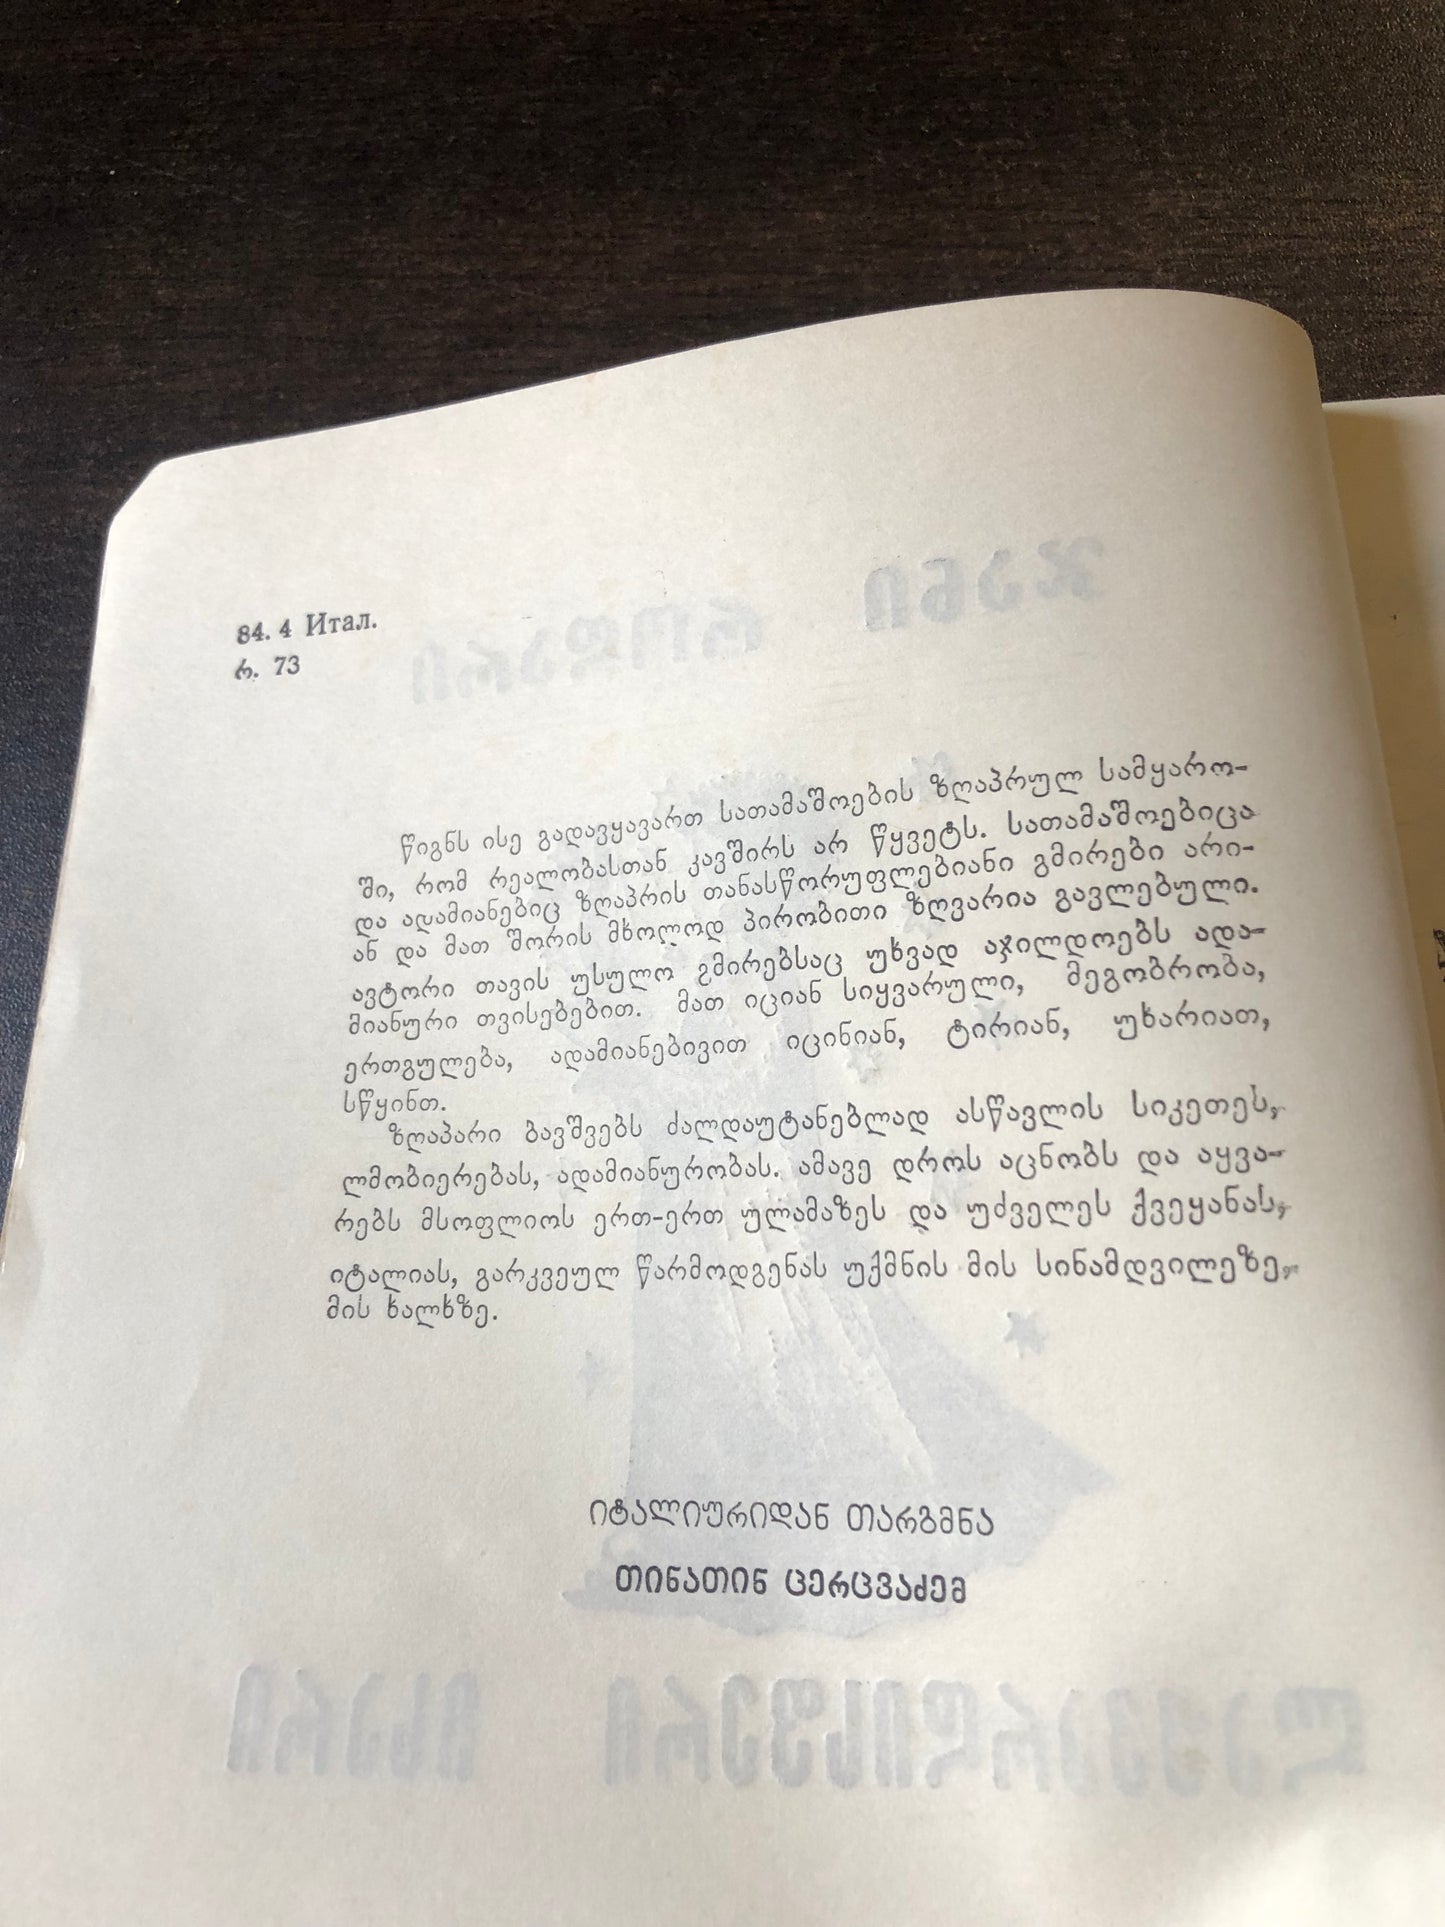 84. 4 Итал.
რ. 73
წიგნს ისე გადავყავართ სათამაშოების ზღაპრულ სამყარო-
ში, რომ რეალობასთან კავშირს არ წყვეტს. სათამაშოებიცა
და ადამიანებიც ზღაპრის თანასწორუფლებიანი გმირები არი-
ან და მათ შორის მხოლოდ პირობითი ზღვარია გავლებული.
ავტორი თავის უსულო გმირებსაც უხვად აჯილდოებს ადა-
მიანური თვისებებით. მათ იციან სიყვარული, მეგობრობა,
ერთგულება, ადამიანებივით იცინიან, ტირიან, უხარიათ,
სწყინთ.
ზღაპარი ბავშვებს ძალდაუტანებლად ასწავლის სიკეთეს,
ლმობიერებას, ადამიანურობას. ამავე დროს აცნობს და აყვა-
რებს მსოფლიოს ერთ-ერთ ულამაზეს და უძველეს ქვეყანას,
იტალიას, გარკვეულ წარმოდგენას უქმნის მის სინამდვილეზე,
მის ხალხზე.
იტალიურიდან თარგმნა
თინათინ ცერცვაძემ